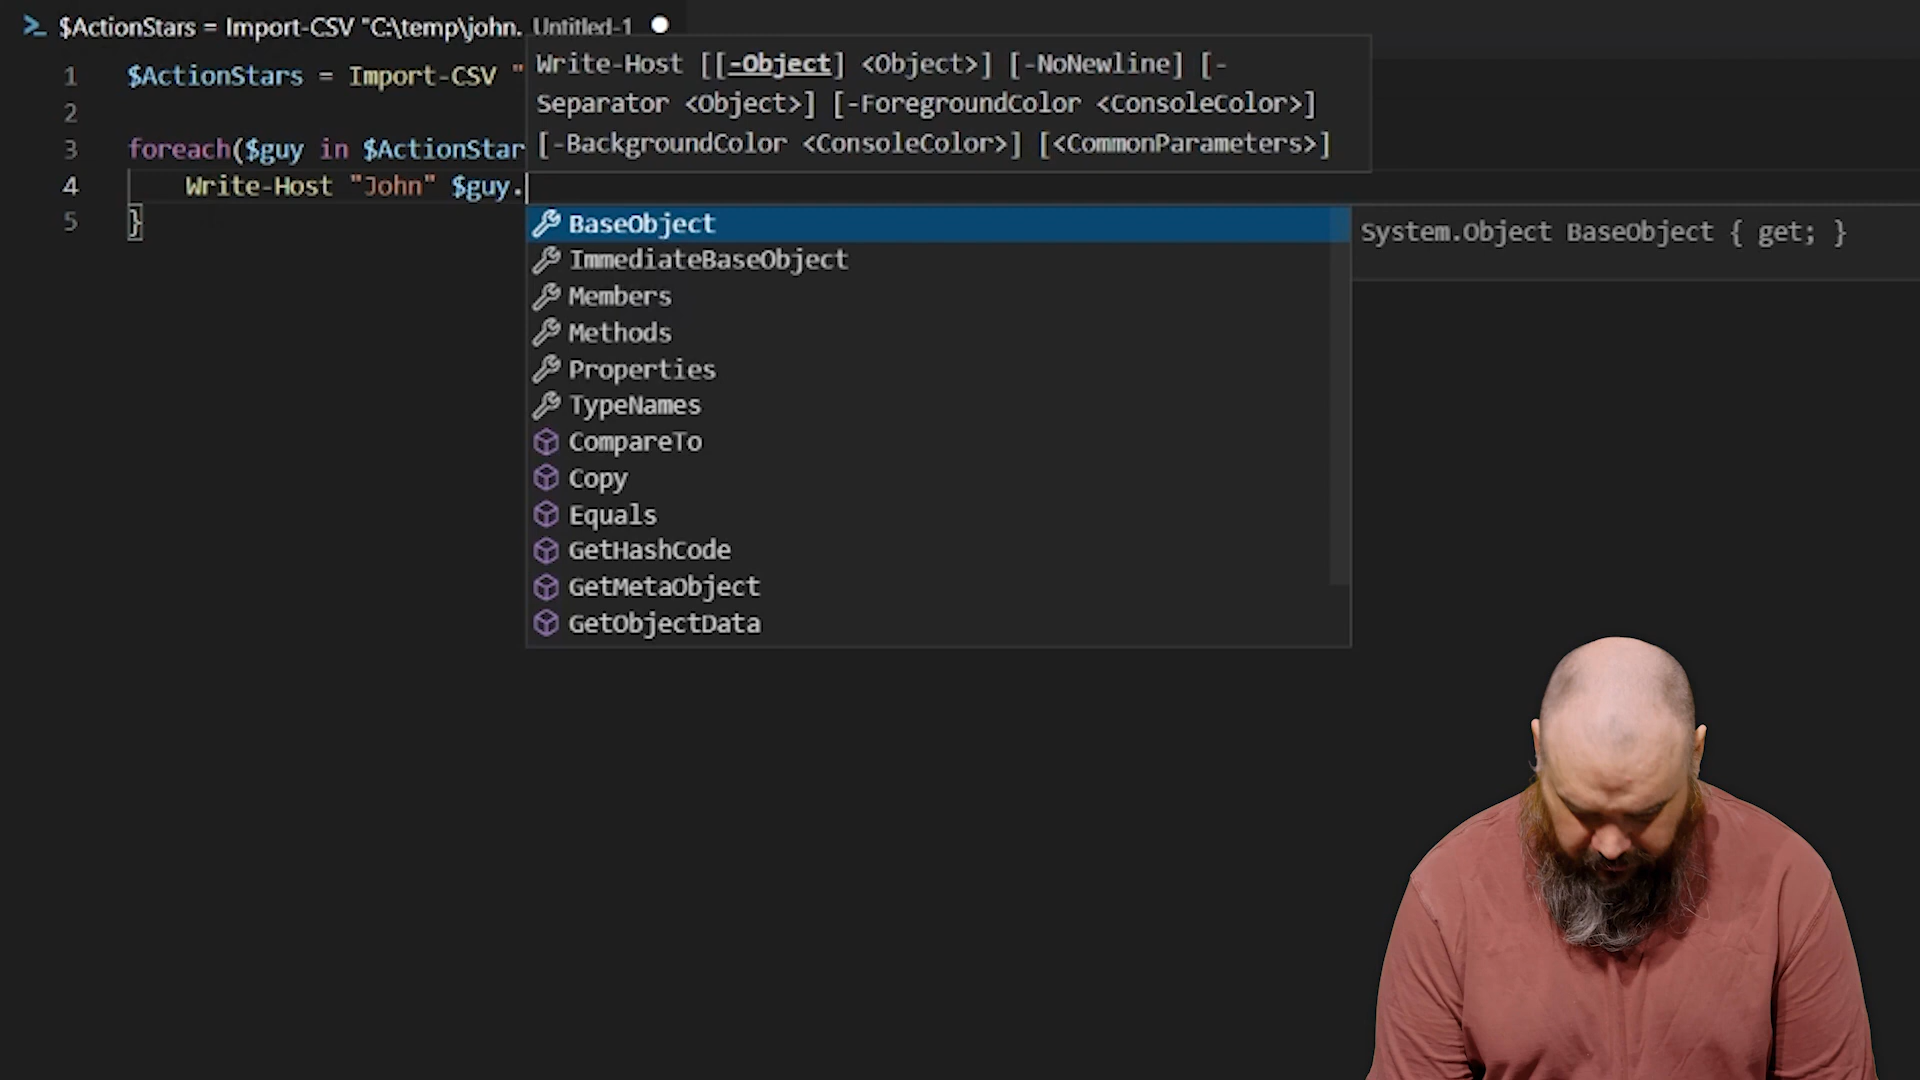 $ActionStars = Import-CSV "C:\temp\john. Untitled-1
1 $ActionStars = Import-CSV "
2
3 foreach($guy in $ActionStar
4 Write-Host "John" $guy.
5 }
Write-Host [[-Object] <Object>] [-NoNewline] [-
Separator <Object>] [-ForegroundColor <ConsoleColor>]
[-BackgroundColor <ConsoleColor>] [<CommonParameters>]
BaseObject
ImmediateBaseObject
Members
Methods
Properties
TypeNames
CompareTo
Copy
Equals
GetHashCode
GetMetaObject
GetObjectData
System.Object BaseObject { get; }